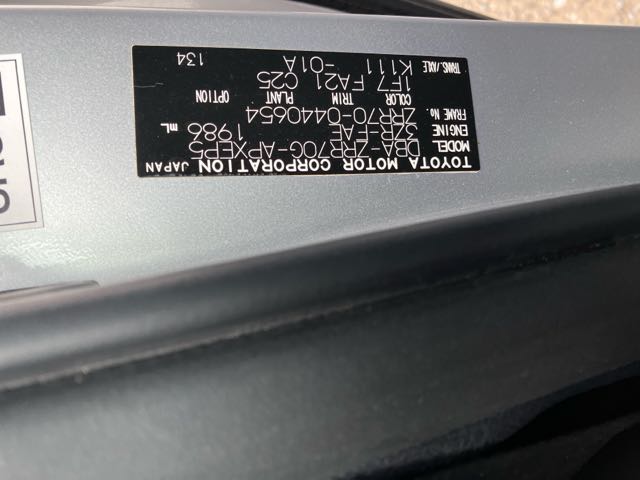 TOYOTA MOTOR CORPORATION JAPAN
MODEL DBA-ZRR70G-APXEP5
ENGINE 3ZR-FAE 1986 mL
FRAME No. ZRR70-0440654
COLOR TRIM PLANT OPTION
1F7 FA21 C25
TRANS./AXLE K111 -01A
134